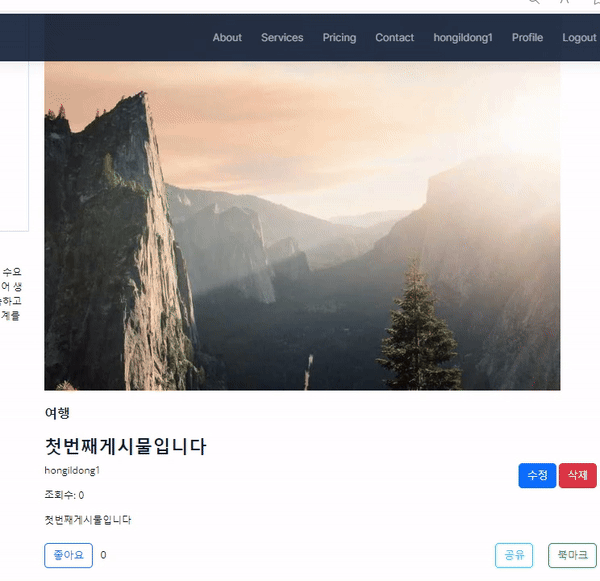 About Services Pricing Contact hongildong1 Profile Logout
수요
어 생
하고
계를
여행
첫번째게시물입니다
hongildong1
수정 삭제
조회수: 0
첫번째게시물입니다
좋아요 0
공유 북마크